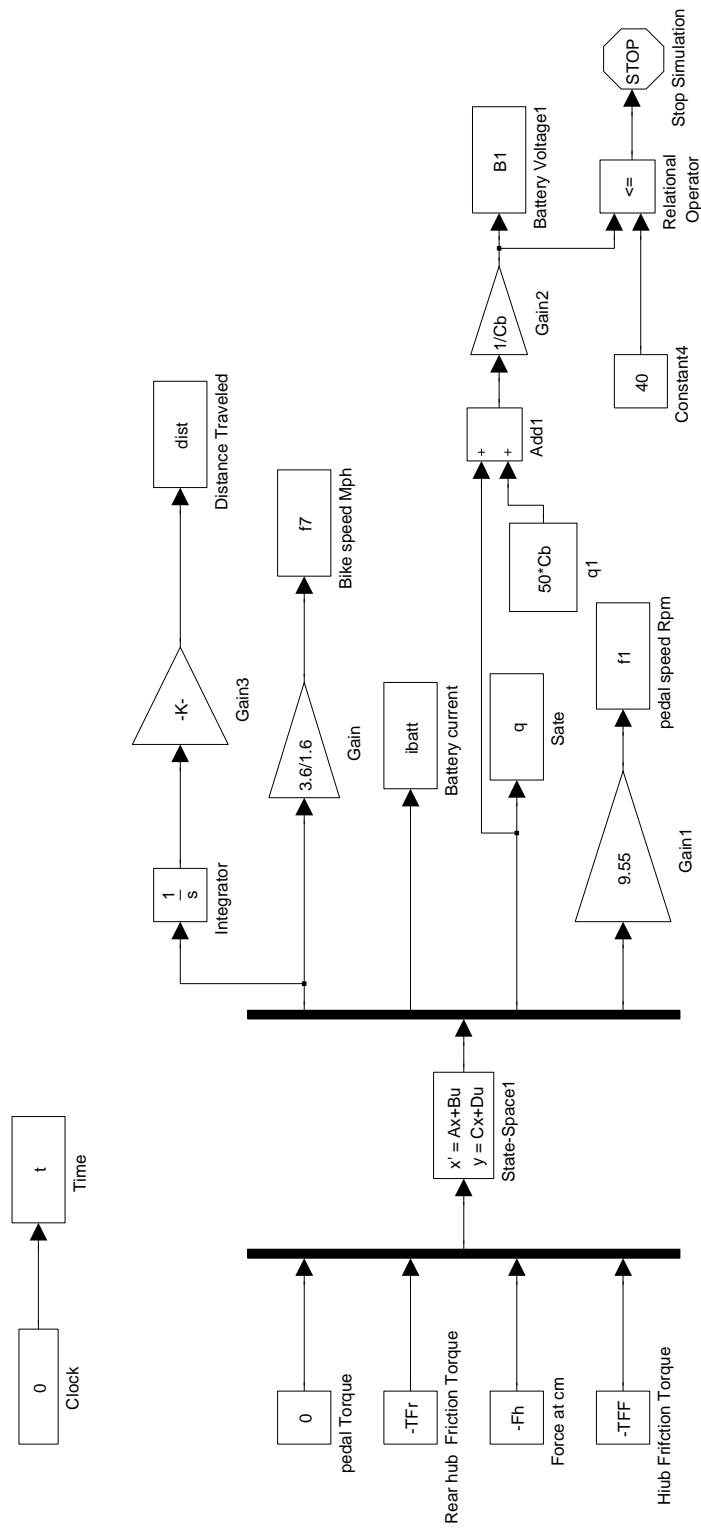 0
Clock
t
Time
0
pedal Torque
-TFr
Rear hub Friction Torque
-Fh
Force at cm
-TFF
Hiub Frifction Torque
x' = Ax+Bu
y = Cx+Du
State-Space1
1
s
Integrator
-K-
Gain3
dist
Distance Traveled
3.6/1.6
Gain
f7
Bike speed Mph
ibatt
Battery current
q
Sate
50*Cb
q1
+
+
Add1
1/Cb
Gain2
B1
Battery Voltage1
40
Constant4
<=
Relational
Operator
STOP
Stop Simulation
9.55
Gain1
f1
pedal speed Rpm